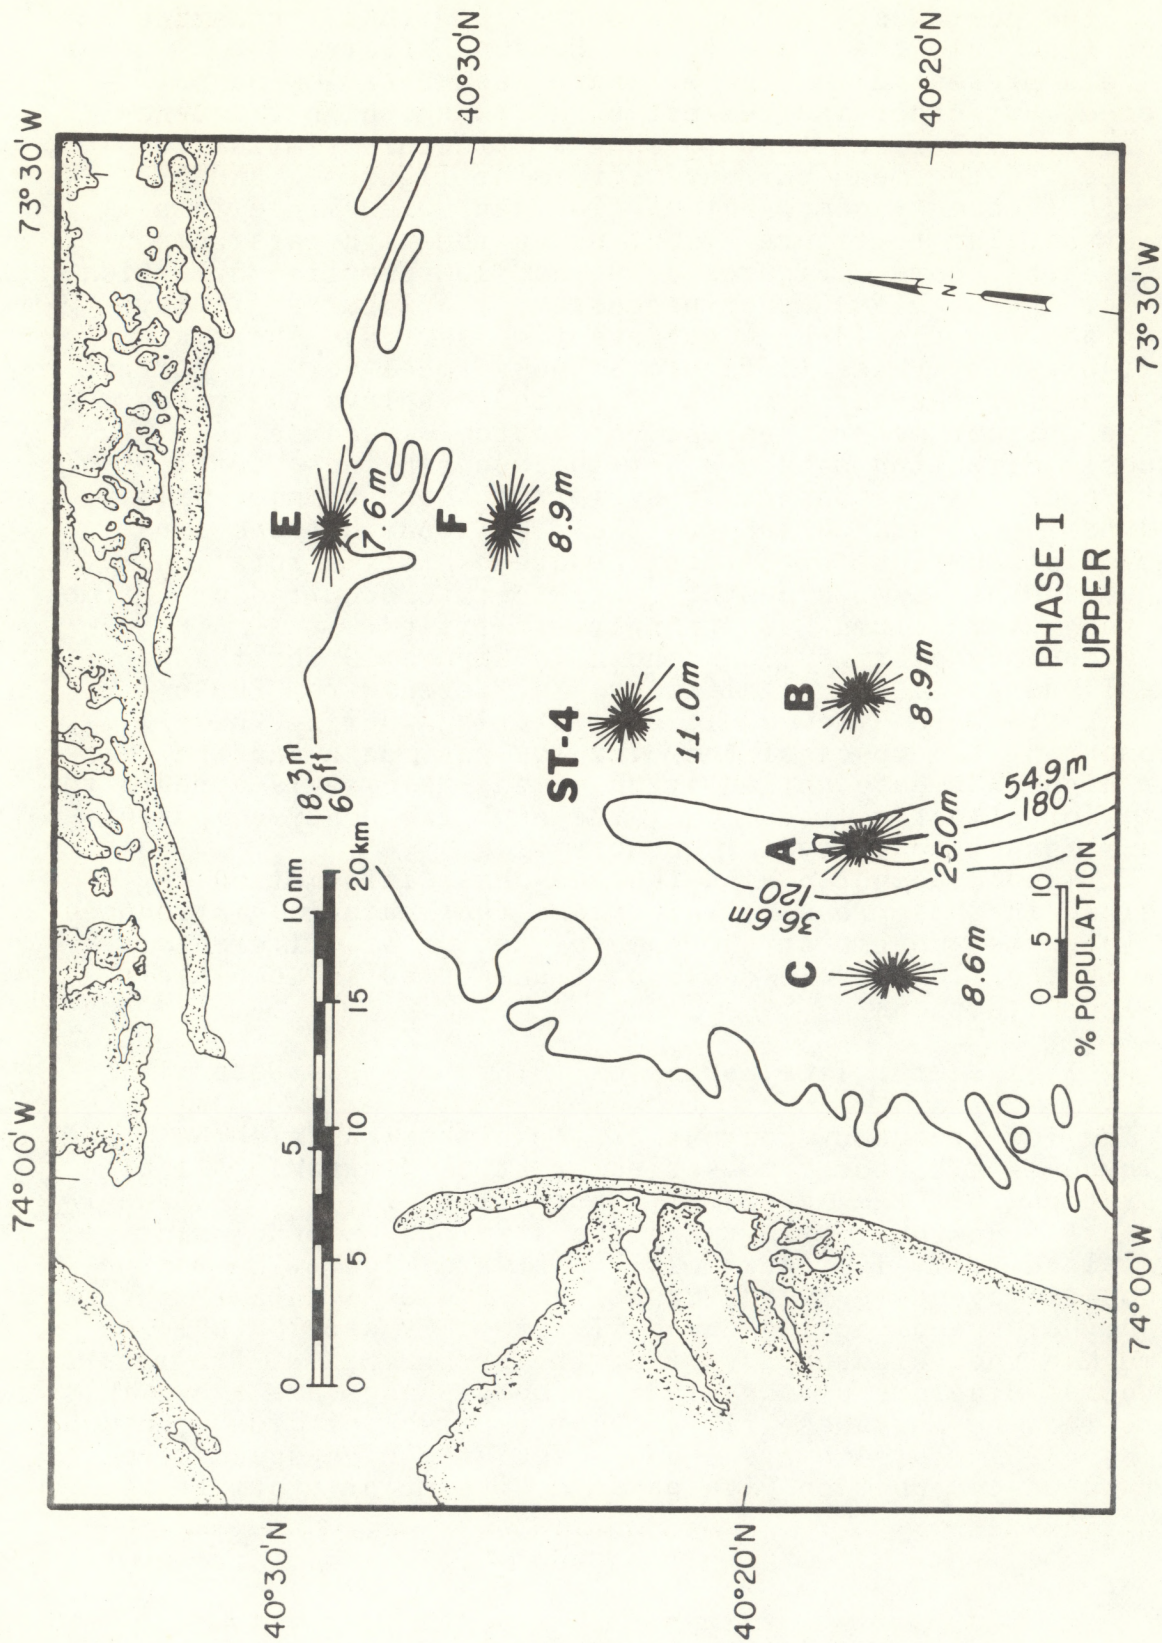 74°00'W
73°30'W
40°30'N
40°30'N
40°20'N
40°20'N
0
5
10nm
0
5
10
15
20km
18.3m
60ft
E
7.6m
F
8.9m
ST-4
11.0m
B
8.9m
A
25.0m
C
8.6m
36.6m
120
54.9m
180
N
0 5 10
% POPULATION
PHASE I
UPPER
74°00'W
73°30'W